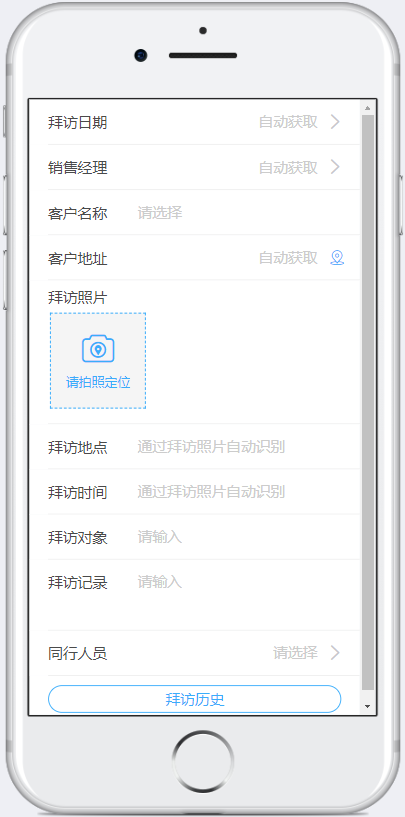 拜访日期 自动获取
销售经理 自动获取
客户名称 请选择
客户地址 自动获取
拜访照片
请拍照定位
拜访地点 通过拜访照片自动识别
拜访时间 通过拜访照片自动识别
拜访对象 请输入
拜访记录 请输入
同行人员 请选择
拜访历史